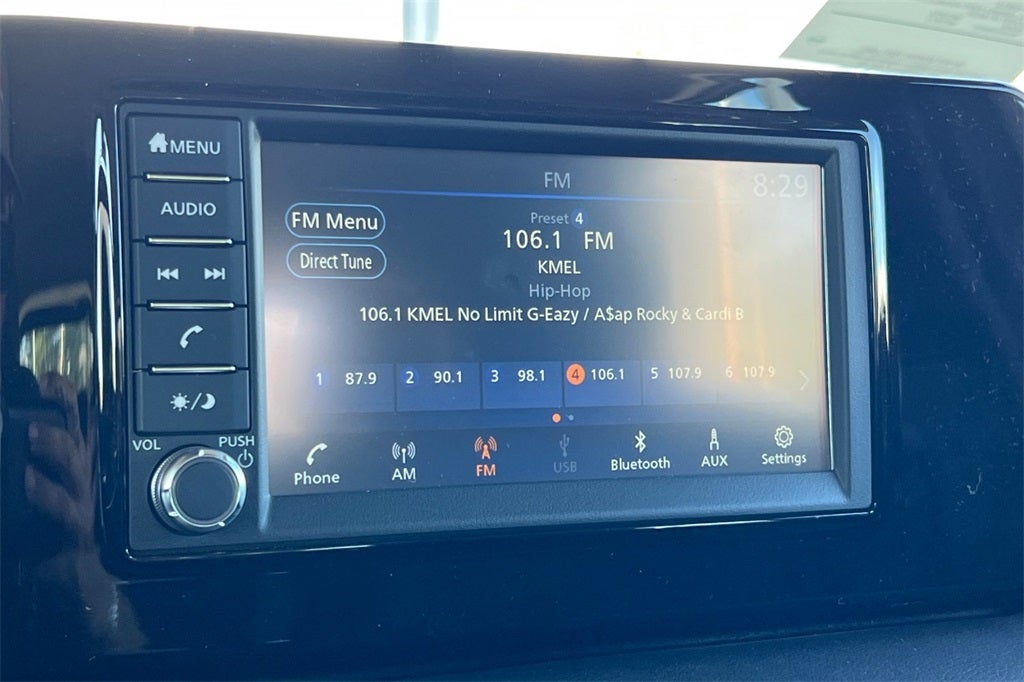 MENU
AUDIO
VOL
PUSH
FM
8:29
FM Menu
Direct Tune
Preset 4
106.1 FM
KMEL
Hip-Hop
106.1 KMEL No Limit G-Eazy / A$ap Rocky & Cardi B
1 87.9 2 90.1 3 98.1 4 106.1 5 107.9 6 107.9
Phone AM FM USB Bluetooth AUX Settings